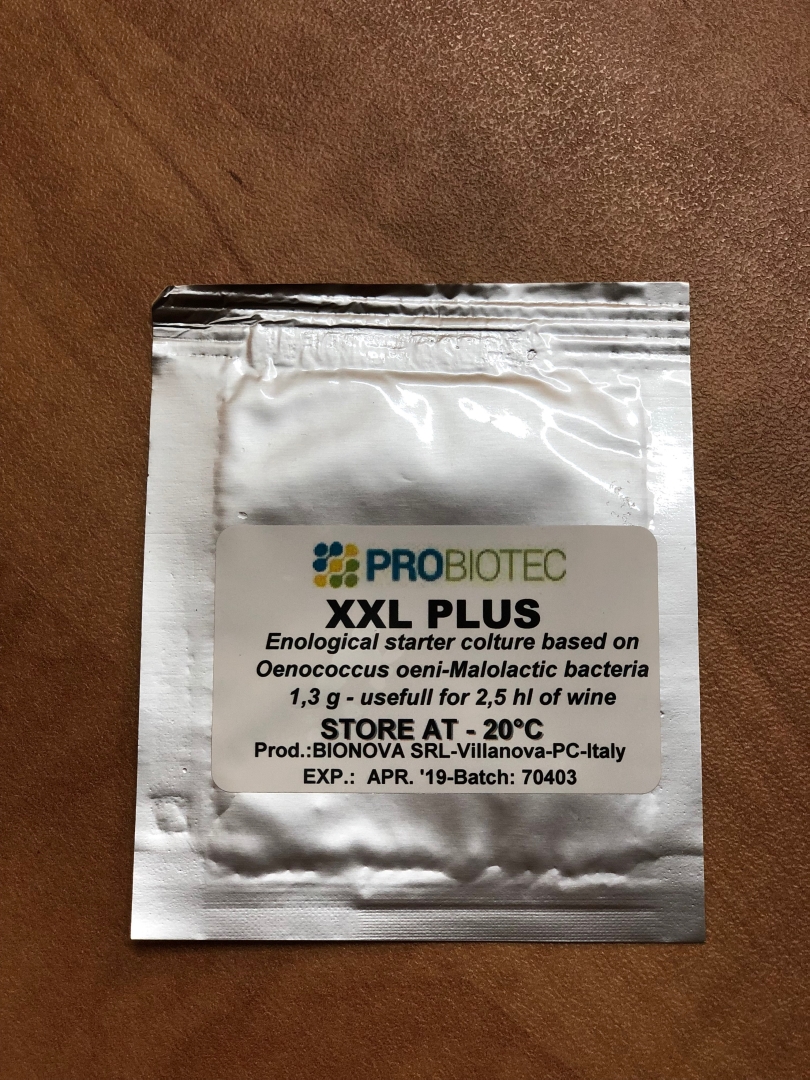 PROBIOTEC
XXL PLUS
Enological starter colture based on
Oenococcus oeni-Malolactic bacteria
1,3 g - usefull for 2,5 hl of wine
STORE AT - 20°C
Prod.:BIONOVA SRL-Villanova-PC-Italy
EXP.: APR. '19-Batch: 70403